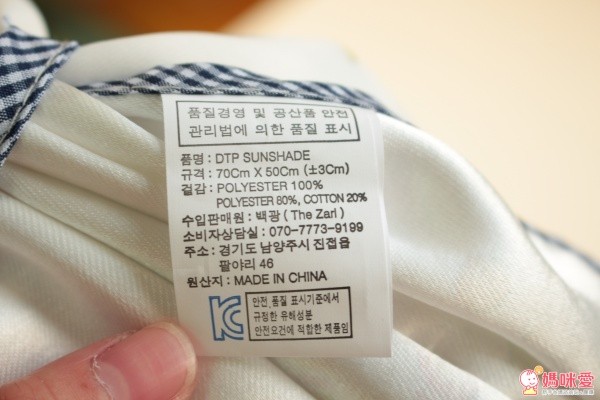 품질경영 및 공산품 안전
관리법에 의한 품질 표시
품명 : DTP SUNSHADE
규격 : 70Cm X 50Cm (±3Cm)
겉감 : POLYESTER 100%
POLYESTER 80%, COTTON 20%
수입판매원 : 백광 ( The Zarl )
소비자상담실 : 070-7773-9199
주소 : 경기도 남양주시 진접읍
팔야리 46
원산지 : MADE IN CHINA
안전, 품질 표시기준에서
규정한 유해성분
안전요건에 적합한 제품임
媽咪愛